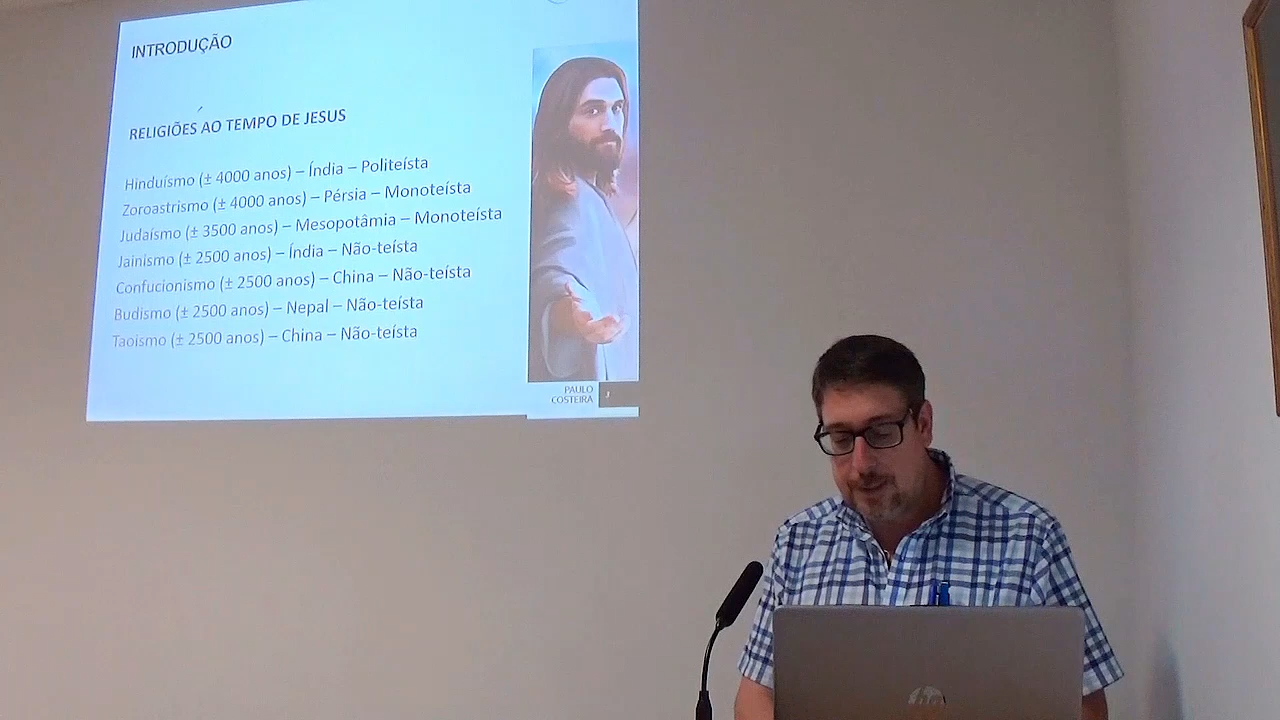 INTRODUÇÃO
RELIGIÕES AO TEMPO DE JESUS
Hinduísmo (± 4000 anos) – Índia – Politeísta
Zoroastrismo (± 4000 anos) – Pérsia – Monoteísta
Judaísmo (± 3500 anos) – Mesopotâmia – Monoteísta
Jainismo (± 2500 anos) – Índia – Não-teísta
Confucionismo (± 2500 anos) – China – Não-teísta
Budismo (± 2500 anos) – Nepal – Não-teísta
Taoismo (± 2500 anos) – China – Não-teísta
PAULO
COSTEIRA
hp